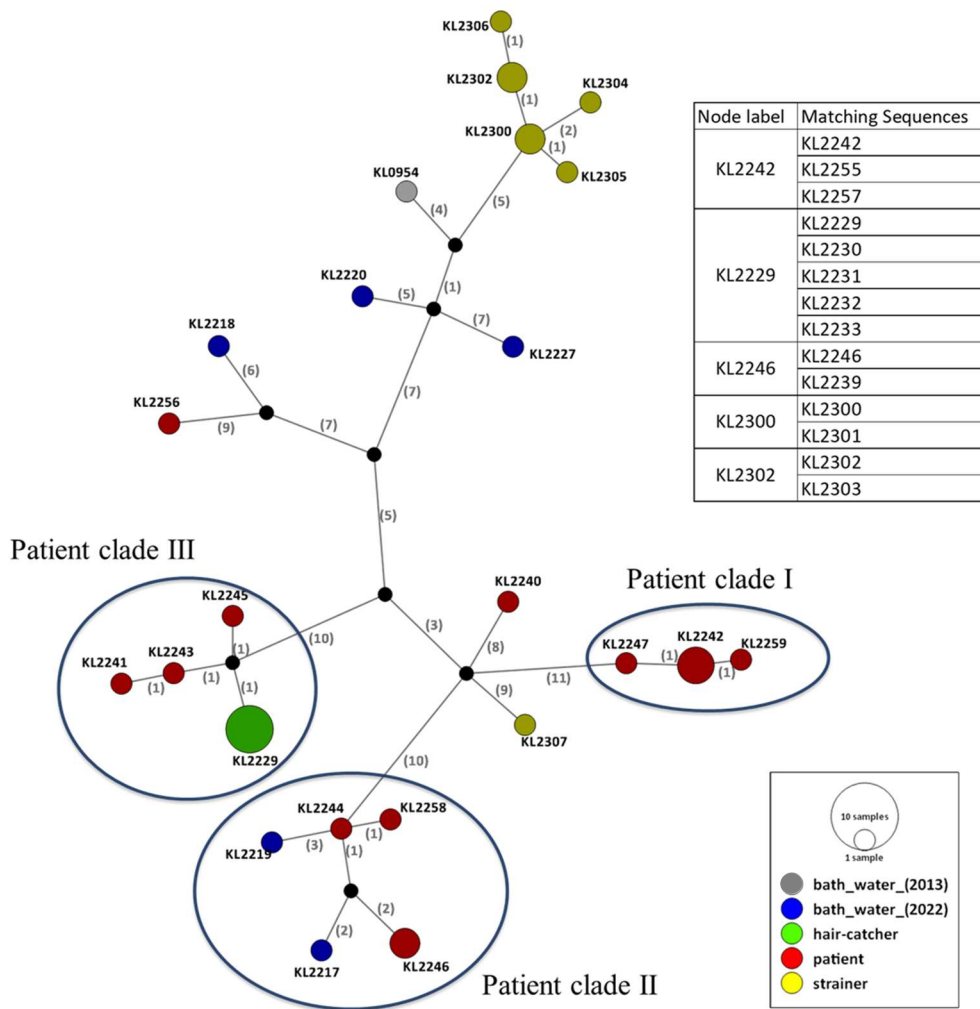 KL2306
(1)
KL2302
KL2304
(1)
KL2300
(2)
(1)
KL2305
KL0954
(4)
(5)
KL2220
(1)
(5)
(7)
KL2218
KL2227
(6)
KL2256
(7)
(9)
(7)
(5)
Patient clade III
KL2245
KL2240
Patient clade I
(10)
(3)
KL2241
KL2243
(1)
(8)
KL2247
KL2242
KL2259
(1)
(1)
(1)
(11)
(1)
(1)
(9)
KL2229
KL2307
(10)
KL2244
KL2258
KL2219
(3)
(1)
(1)
(2)
(2)
KL2217
KL2246
Patient clade II
Node label Matching Sequences
KL2242 KL2242
KL2255
KL2257
KL2229 KL2229
KL2230
KL2231
KL2232
KL2233
KL2246 KL2246
KL2239
KL2300 KL2300
KL2301
KL2302 KL2302
KL2303
10 samples
1 sample
bath_water_(2013)
bath_water_(2022)
hair-catcher
patient
strainer